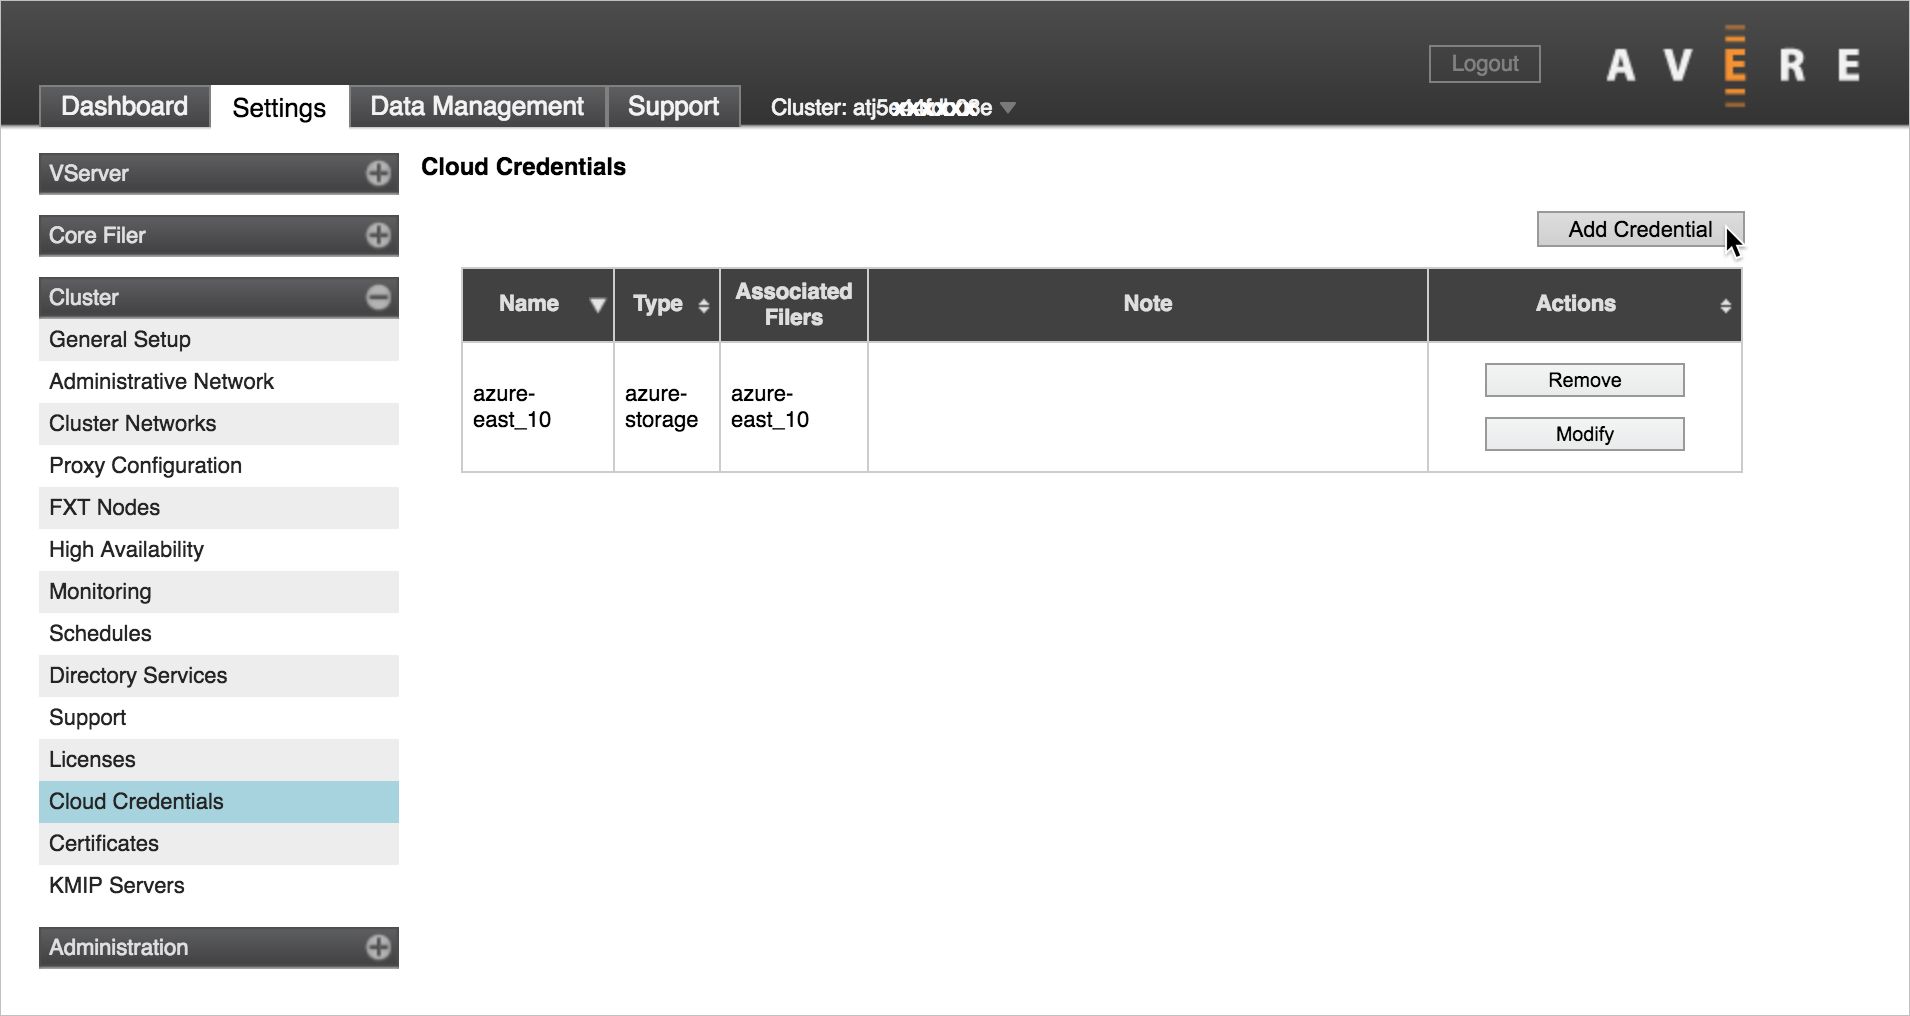 Logout
AVERE
Dashboard
Settings
Data Management
Support
Cluster:
VServer
Core Filer
Cluster
General Setup
Administrative Network
Cluster Networks
Proxy Configuration
FXT Nodes
High Availability
Monitoring
Schedules
Directory Services
Support
Licenses
Cloud Credentials
Certificates
KMIP Servers
Administration
Cloud Credentials
Add Credential
Name
Type
Associated
Filers
Note
Actions
azure-
east_10
azure-
storage
azure-
east_10
Remove
Modify